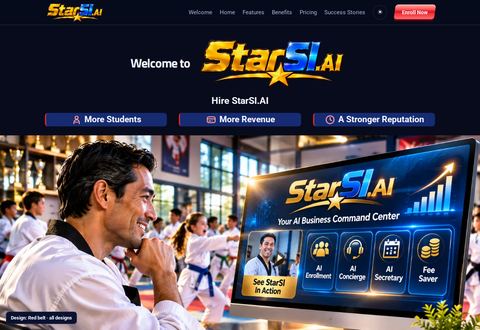 StarSI.AI
Welcome Home Features Benefits Pricing Success Stories
Enroll Now
Welcome to StarSI.AI
Hire StarSI.AI
More Students
More Revenue
A Stronger Reputation
StarSI.AI
Your AI Business Command Center
See StarSI
In Action
AI
Enrollment
AI
Concierge
AI
Secretary
Fee
Saver
Design: Red belt · all designs